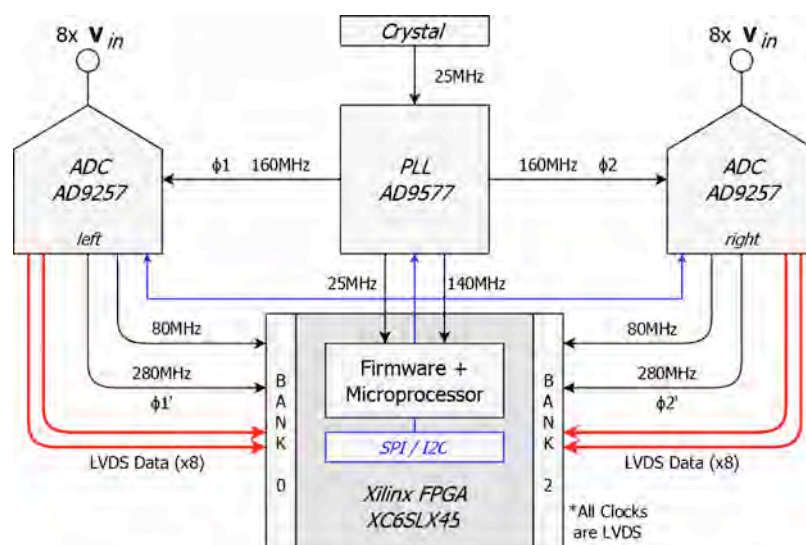 8x Vin
Crystal
8x Vin
25MHz
ADC
AD9257
left
ϕ1 160MHz
PLL
AD9577
160MHz ϕ2
ADC
AD9257
right
25MHz
140MHz
80MHz
280MHz
ϕ1'
LVDS Data (x8)
BANK 0
Firmware +
Microprocessor
SPI / I2C
Xilinx FPGA
XC6SLX45
BANK 2
80MHz
280MHz
ϕ2'
LVDS Data (x8)
*All Clocks
are LVDS